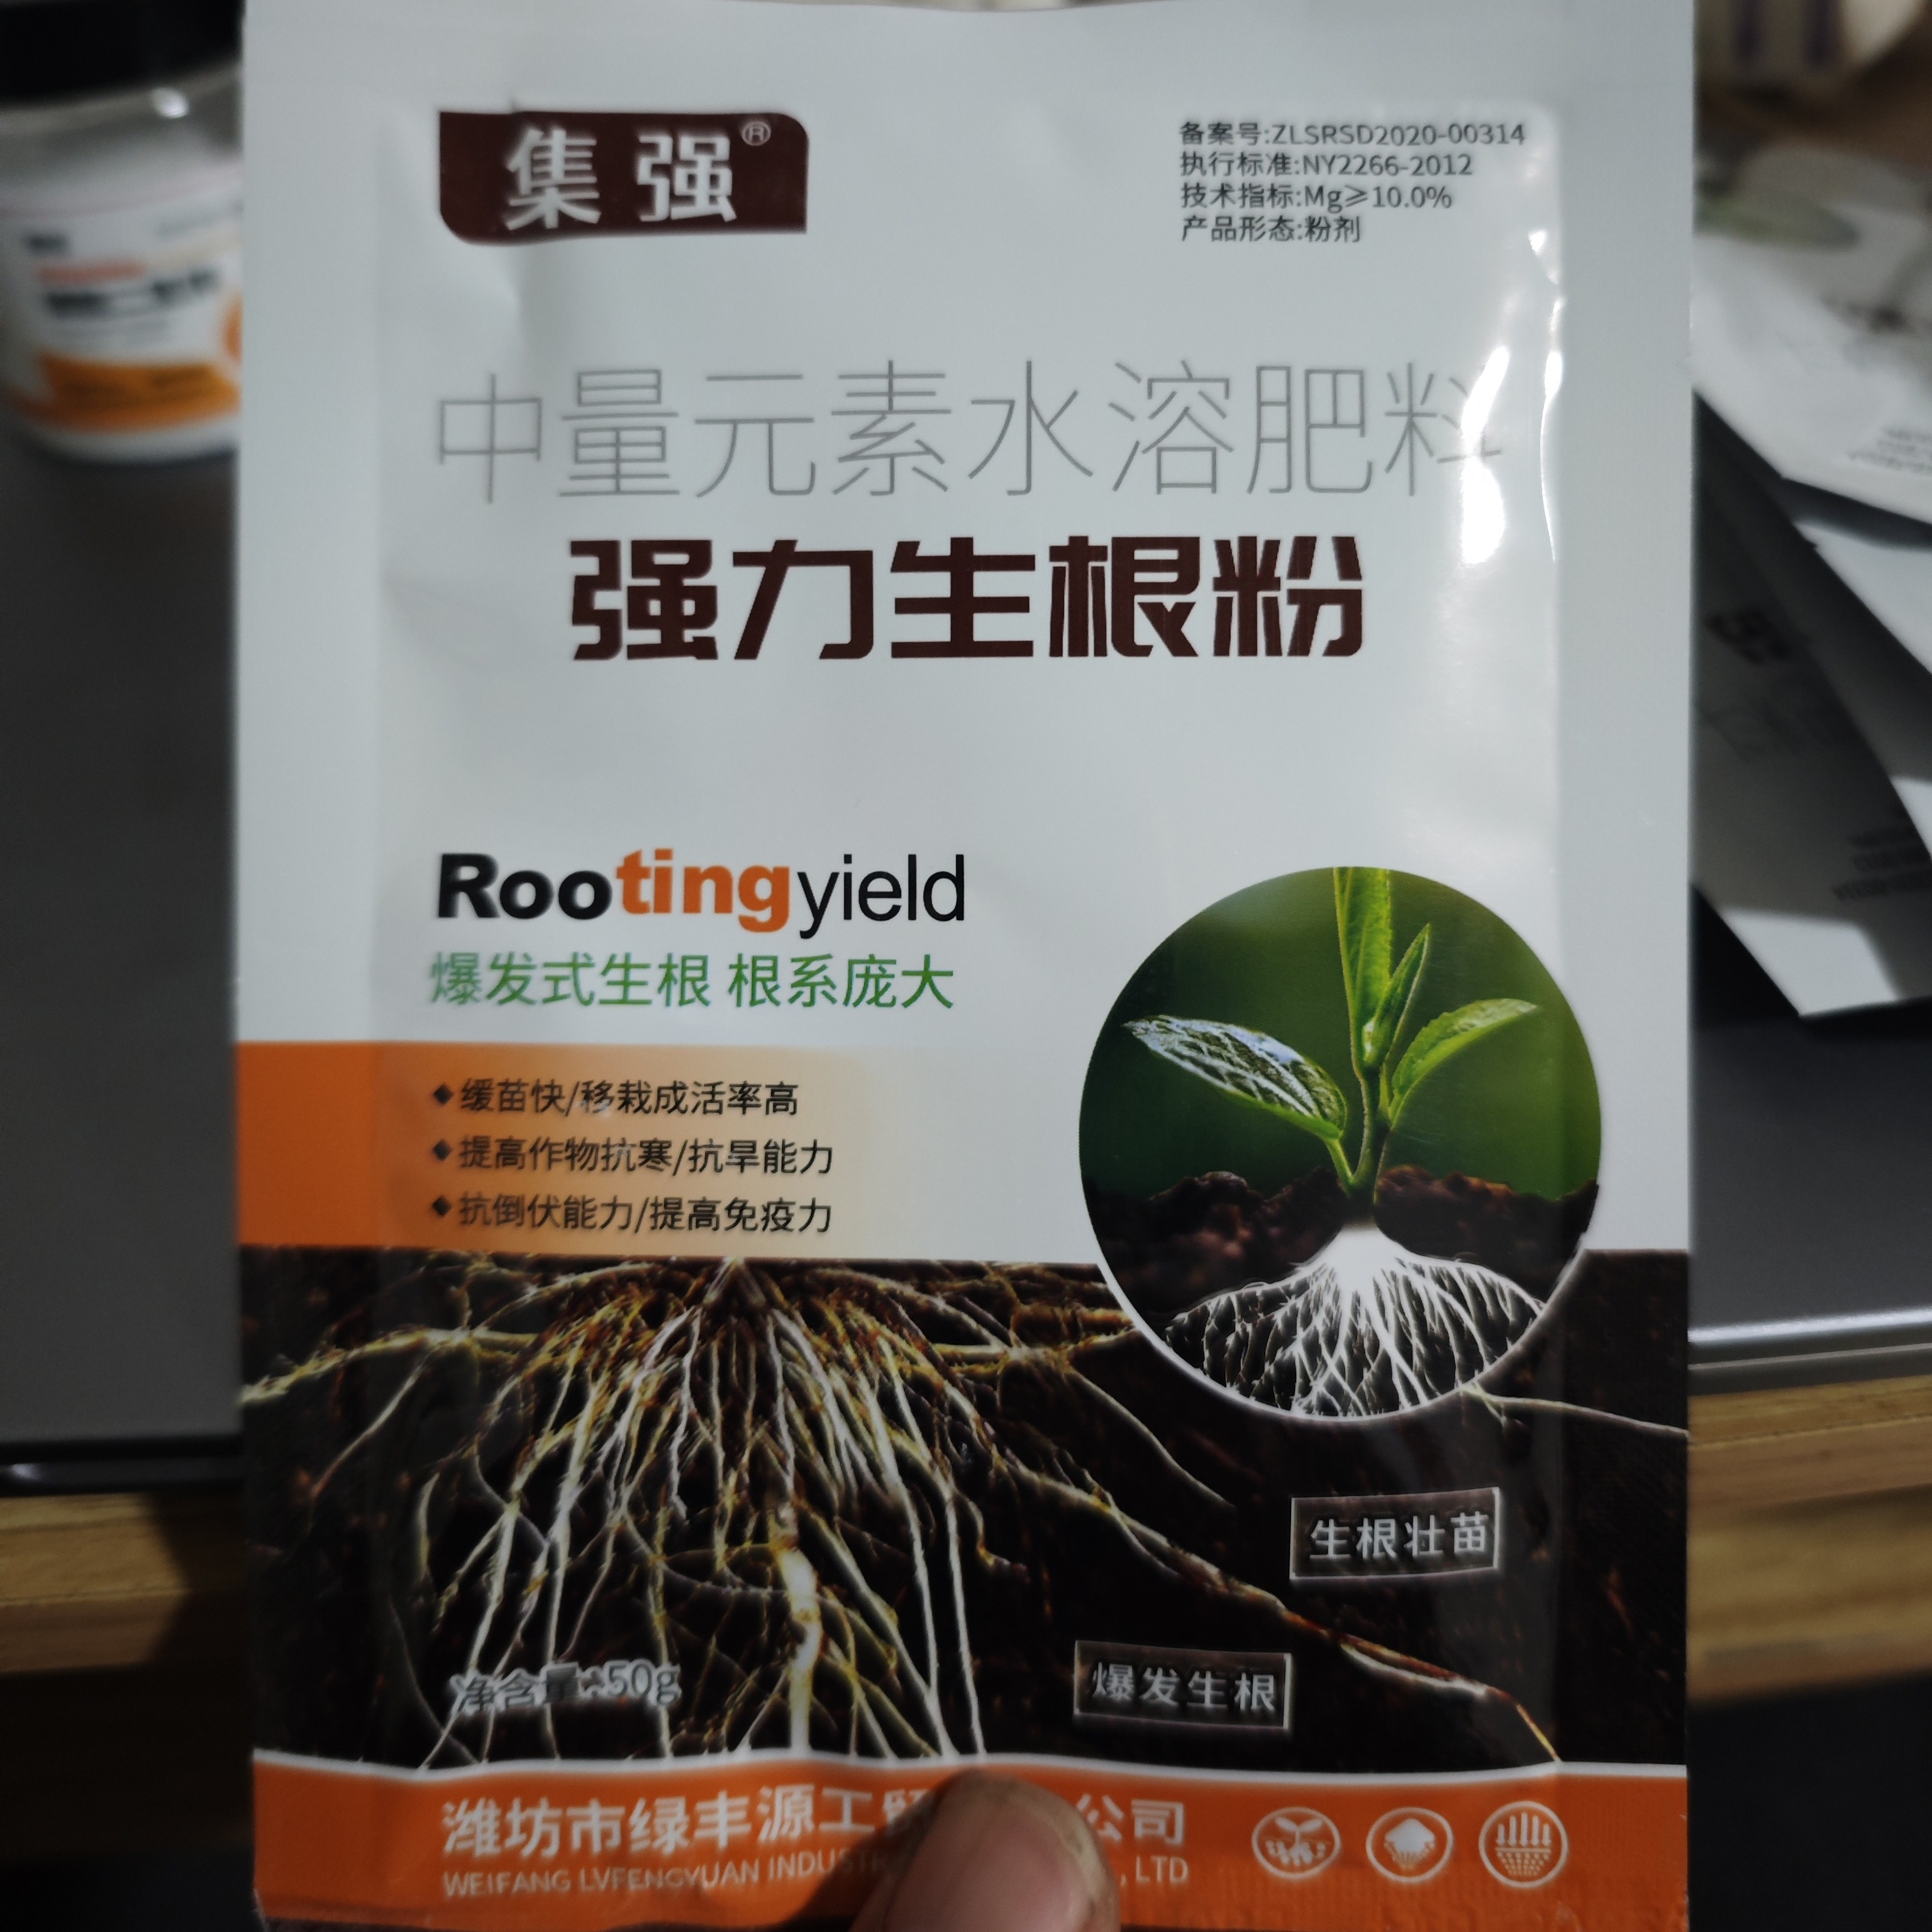 集强®
备案号:ZLSRSD2020-00314
执行标准:NY2266-2012
技术指标:Mg≥10.0%
产品形态:粉剂
中量元素水溶肥料
强力生根粉
Rootingyield
爆发式生根 根系庞大
◆缓苗快/移栽成活率高
◆提高作物抗寒/抗旱能力
◆抗倒伏能力/提高免疫力
生根壮苗
爆发生根
净含量:50g
潍坊市绿丰源工贸 公司
WEIFANG LVFENGYUAN , LTD